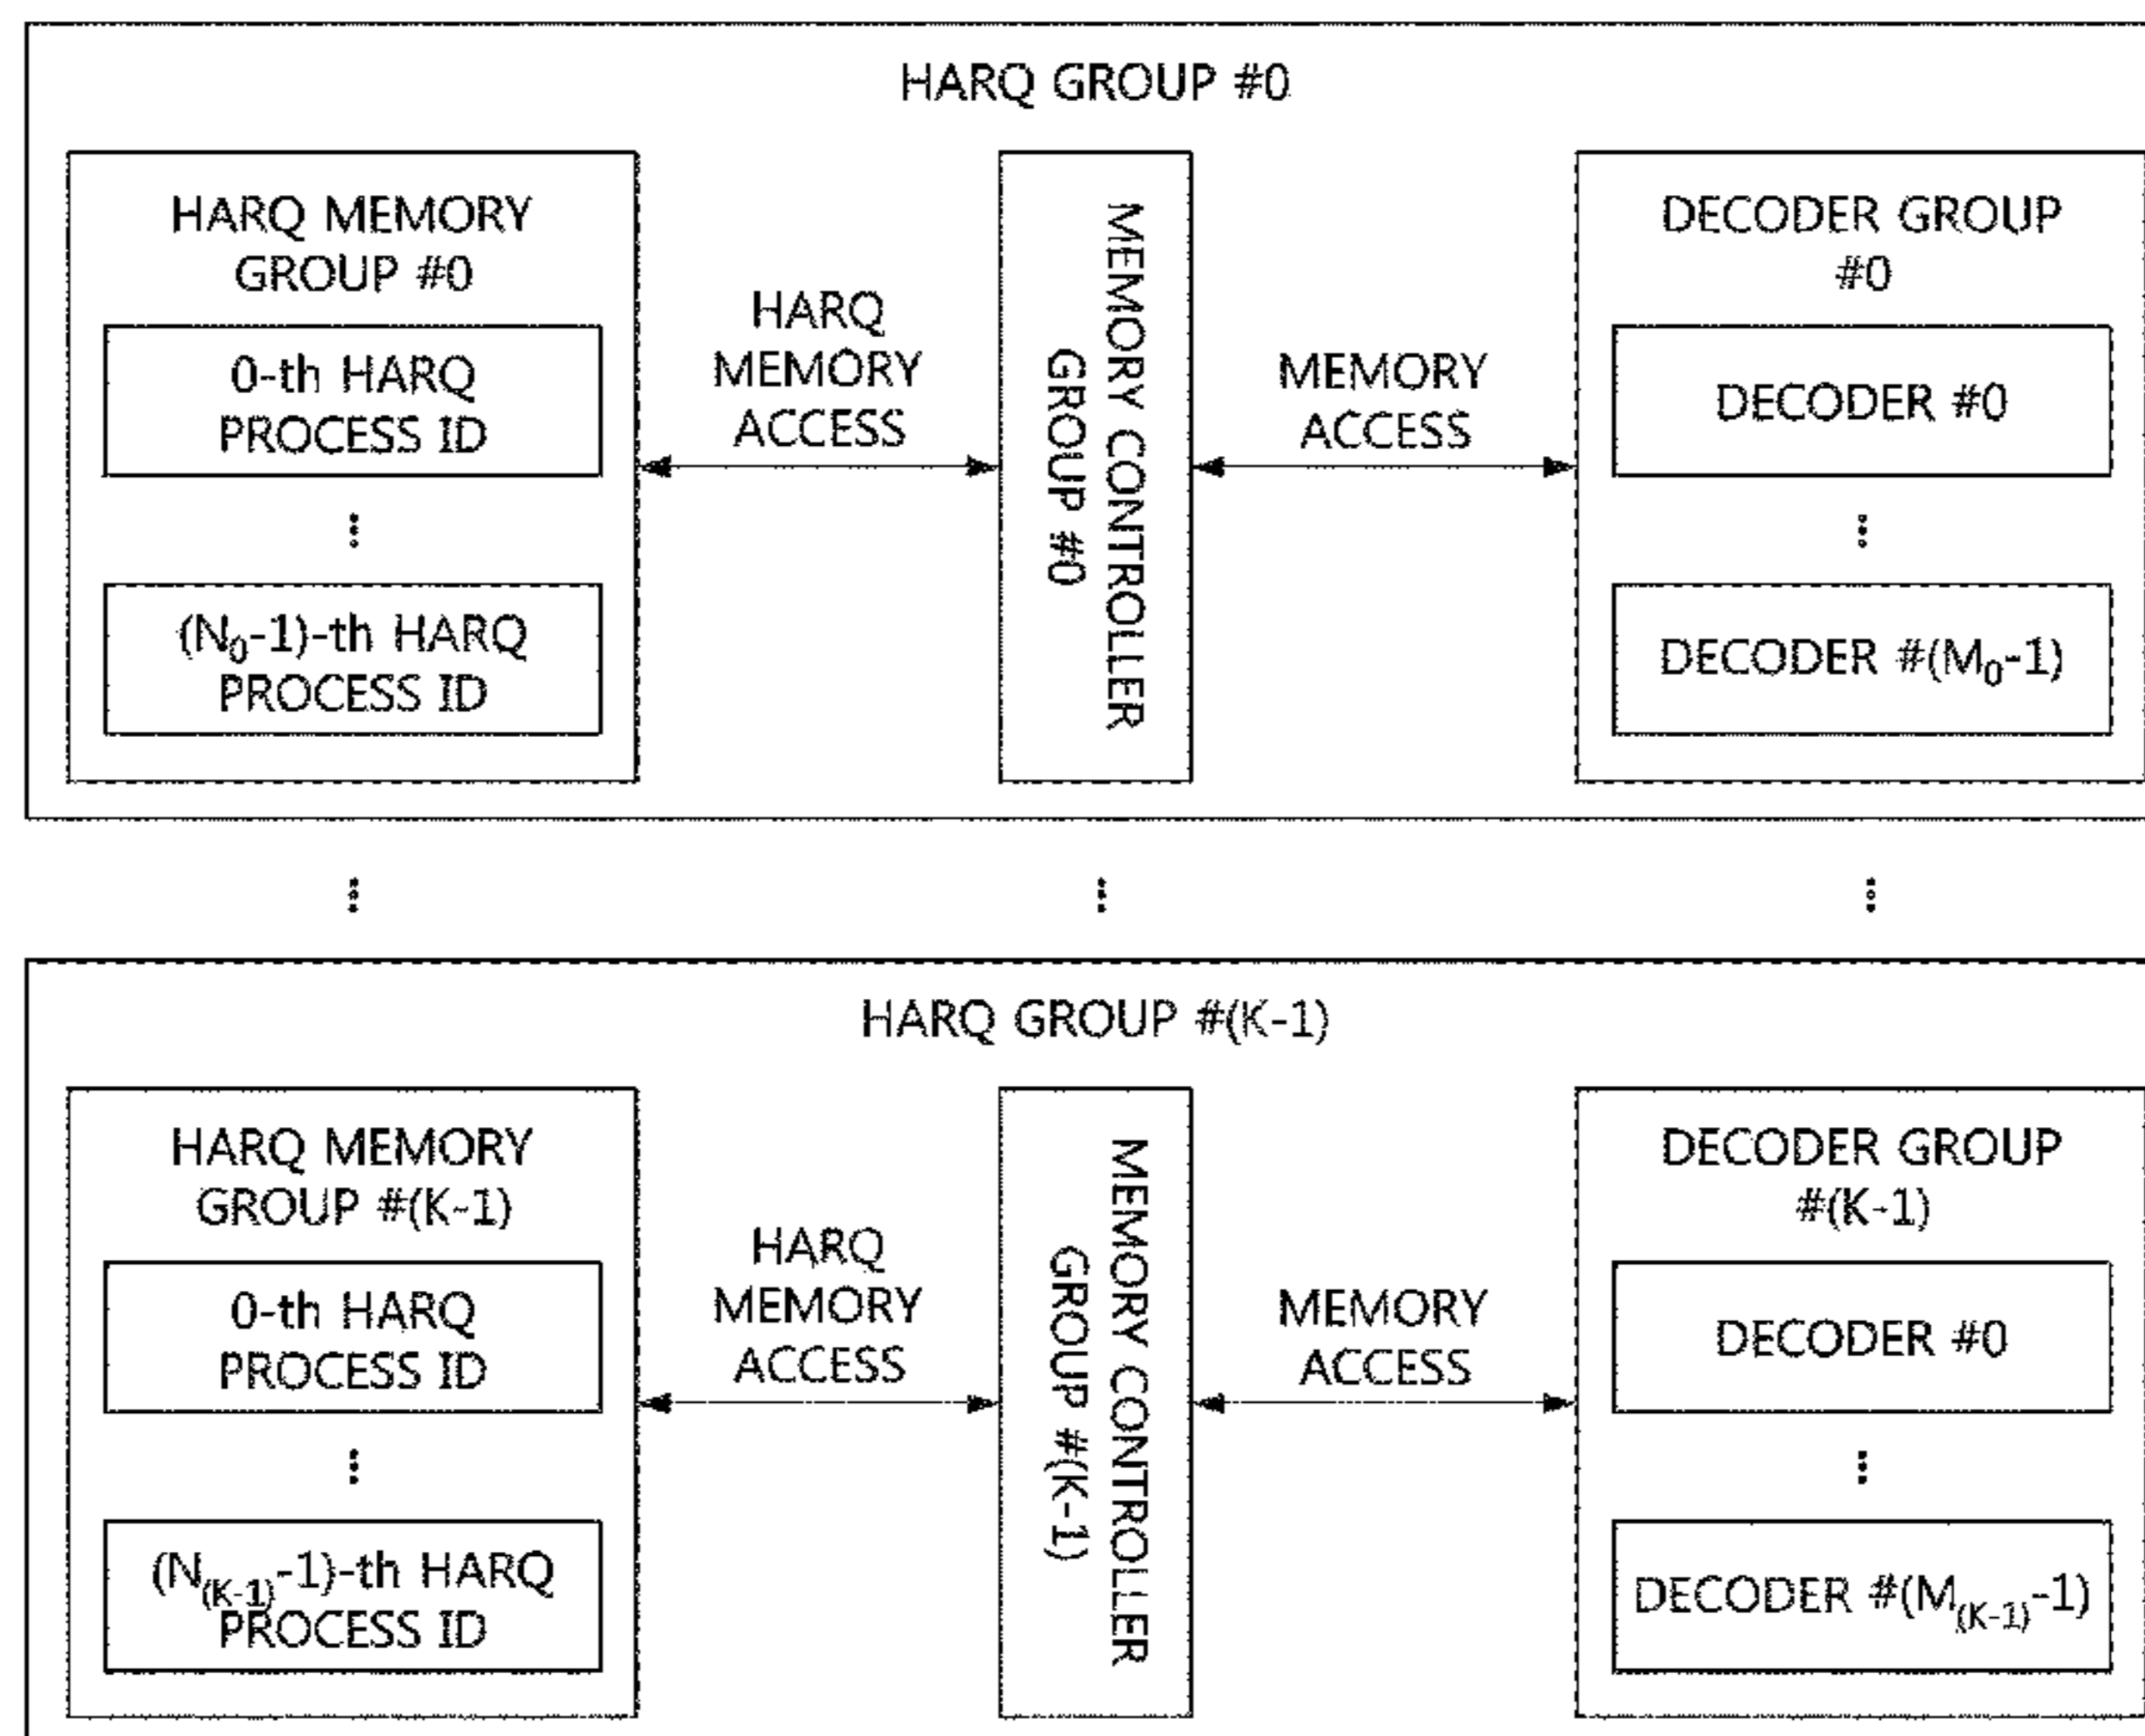 HARQ GROUP #0
HARQ MEMORY
GROUP #0
0-th HARQ
PROCESS ID
⋮
(N₀-1)-th HARQ
PROCESS ID
HARQ
MEMORY
ACCESS
MEMORY CONTROLLER
GROUP #0
MEMORY
ACCESS
DECODER GROUP
#0
DECODER #0
⋮
DECODER #(M₀-1)
⋮ ⋮ ⋮
HARQ GROUP #(K-1)
HARQ MEMORY
GROUP #(K-1)
0-th HARQ
PROCESS ID
⋮
(N₍K-1₎-1)-th HARQ
PROCESS ID
HARQ
MEMORY
ACCESS
MEMORY CONTROLLER
GROUP #(K-1)
MEMORY
ACCESS
DECODER GROUP
#(K-1)
DECODER #0
⋮
DECODER #(M₍K-1₎-1)